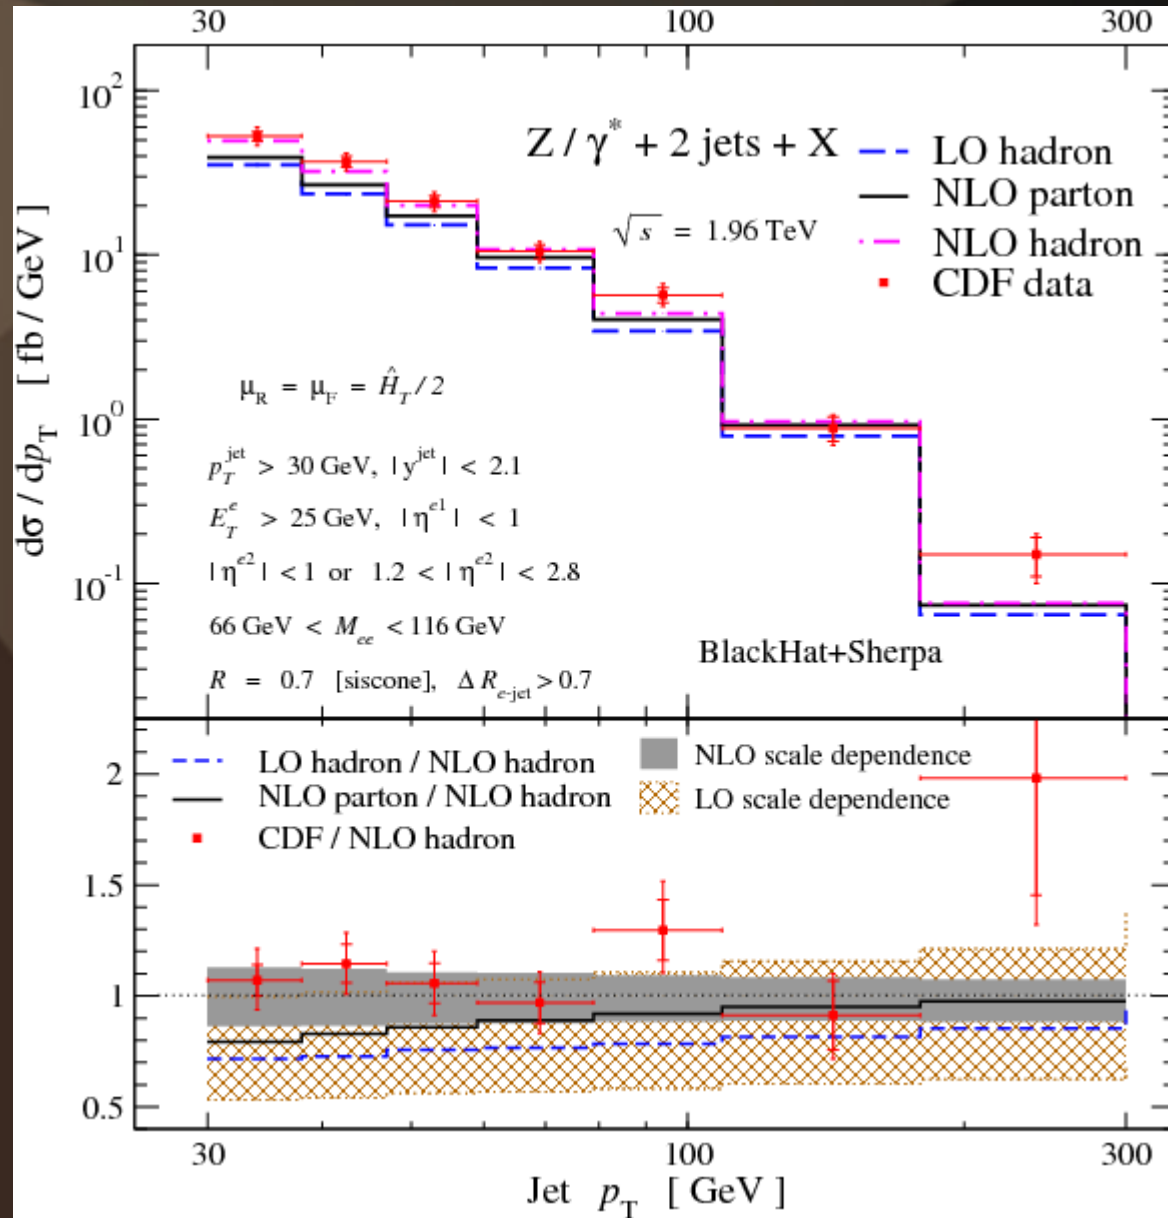 30 100 300
10^2
10^1
10^0
10^-1
dσ / dp_T [ fb / GeV ]
Z / γ^* + 2 jets + X
√s = 1.96 TeV
LO hadron
NLO parton
NLO hadron
CDF data
μ_R = μ_F = Ĥ_T / 2
p_T^jet > 30 GeV, | y^jet | < 2.1
E_T^e > 25 GeV, | η^e1 | < 1
| η^e2 | < 1 or 1.2 < | η^e2 | < 2.8
66 GeV < M_ee < 116 GeV
R = 0.7 [siscone], Δ R_e-jet > 0.7
BlackHat+Sherpa
LO hadron / NLO hadron
NLO parton / NLO hadron
CDF / NLO hadron
NLO scale dependence
LO scale dependence
2
1.5
1
0.5
30 100 300
Jet p_T [ GeV ]